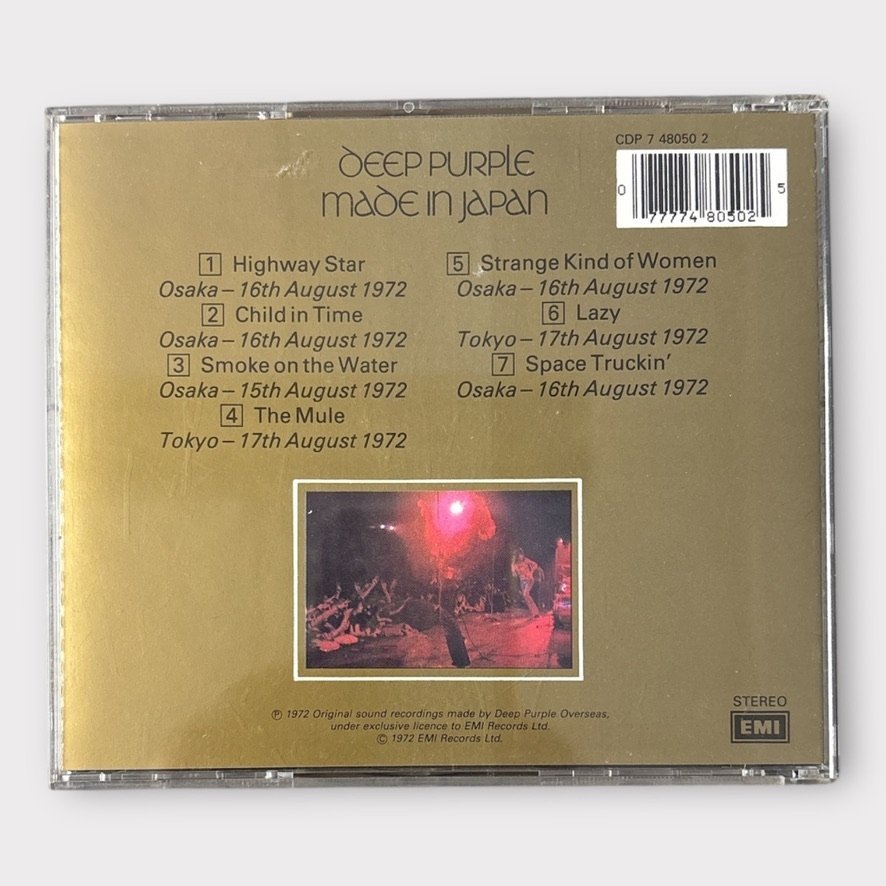 CDP 7 48050 2
0 77774 80502 5
DEEP PURPLE
MADE IN JAPAN
1 Highway Star
Osaka – 16th August 1972
2 Child in Time
Osaka – 16th August 1972
3 Smoke on the Water
Osaka – 15th August 1972
4 The Mule
Tokyo – 17th August 1972
5 Strange Kind of Women
Osaka – 16th August 1972
6 Lazy
Tokyo – 17th August 1972
7 Space Truckin'
Osaka – 16th August 1972
℗ 1972 Original sound recordings made by Deep Purple Overseas,
under exclusive licence to EMI Records Ltd.
© 1972 EMI Records Ltd.
STEREO
EMI